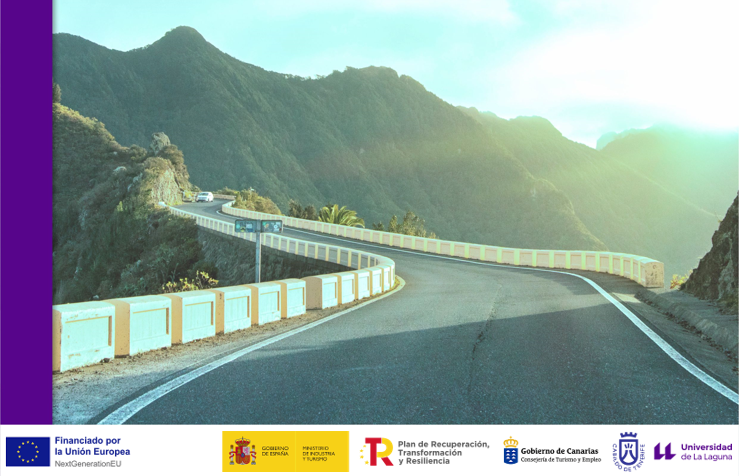 Financiado por
la Unión Europea
NextGenerationEU
GOBIERNO
DE ESPAÑA
MINISTERIO
DE INDUSTRIA
Y TURISMO
Plan de Recuperación,
Transformación
y Resiliencia
Gobierno de Canarias
Consejería de Turismo y Empleo
CABILDO DE TENERIFE
Universidad
de La Laguna